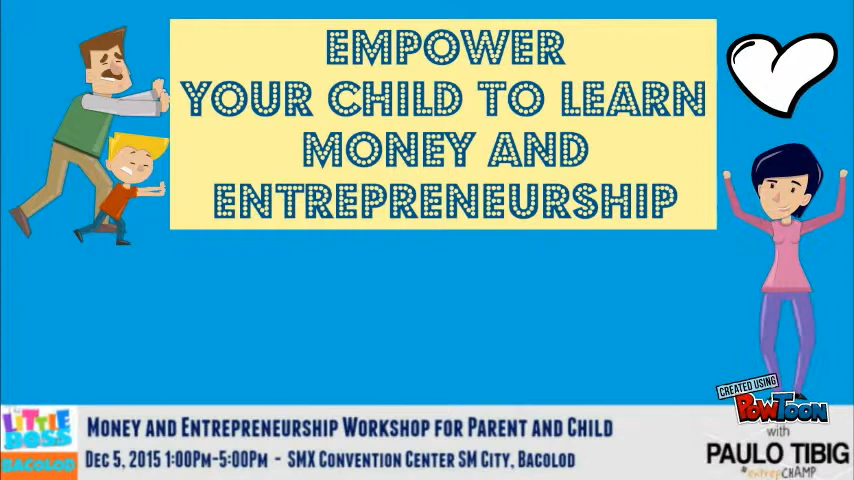 EMPOWER
YOUR CHILD TO LEARN
MONEY AND
ENTREPRENEURSHIP
CREATED USING
POWTOON
LITTLE
BOSS
BACOLOD
MONEY AND ENTREPRENEURSHIP WORKSHOP FOR PARENT AND CHILD
DEC 5, 2015 1:00PM-5:00PM - SMX CONVENTION CENTER SM CITY, BACOLOD
with
PAULO TIBIG
#entrepCHAMP